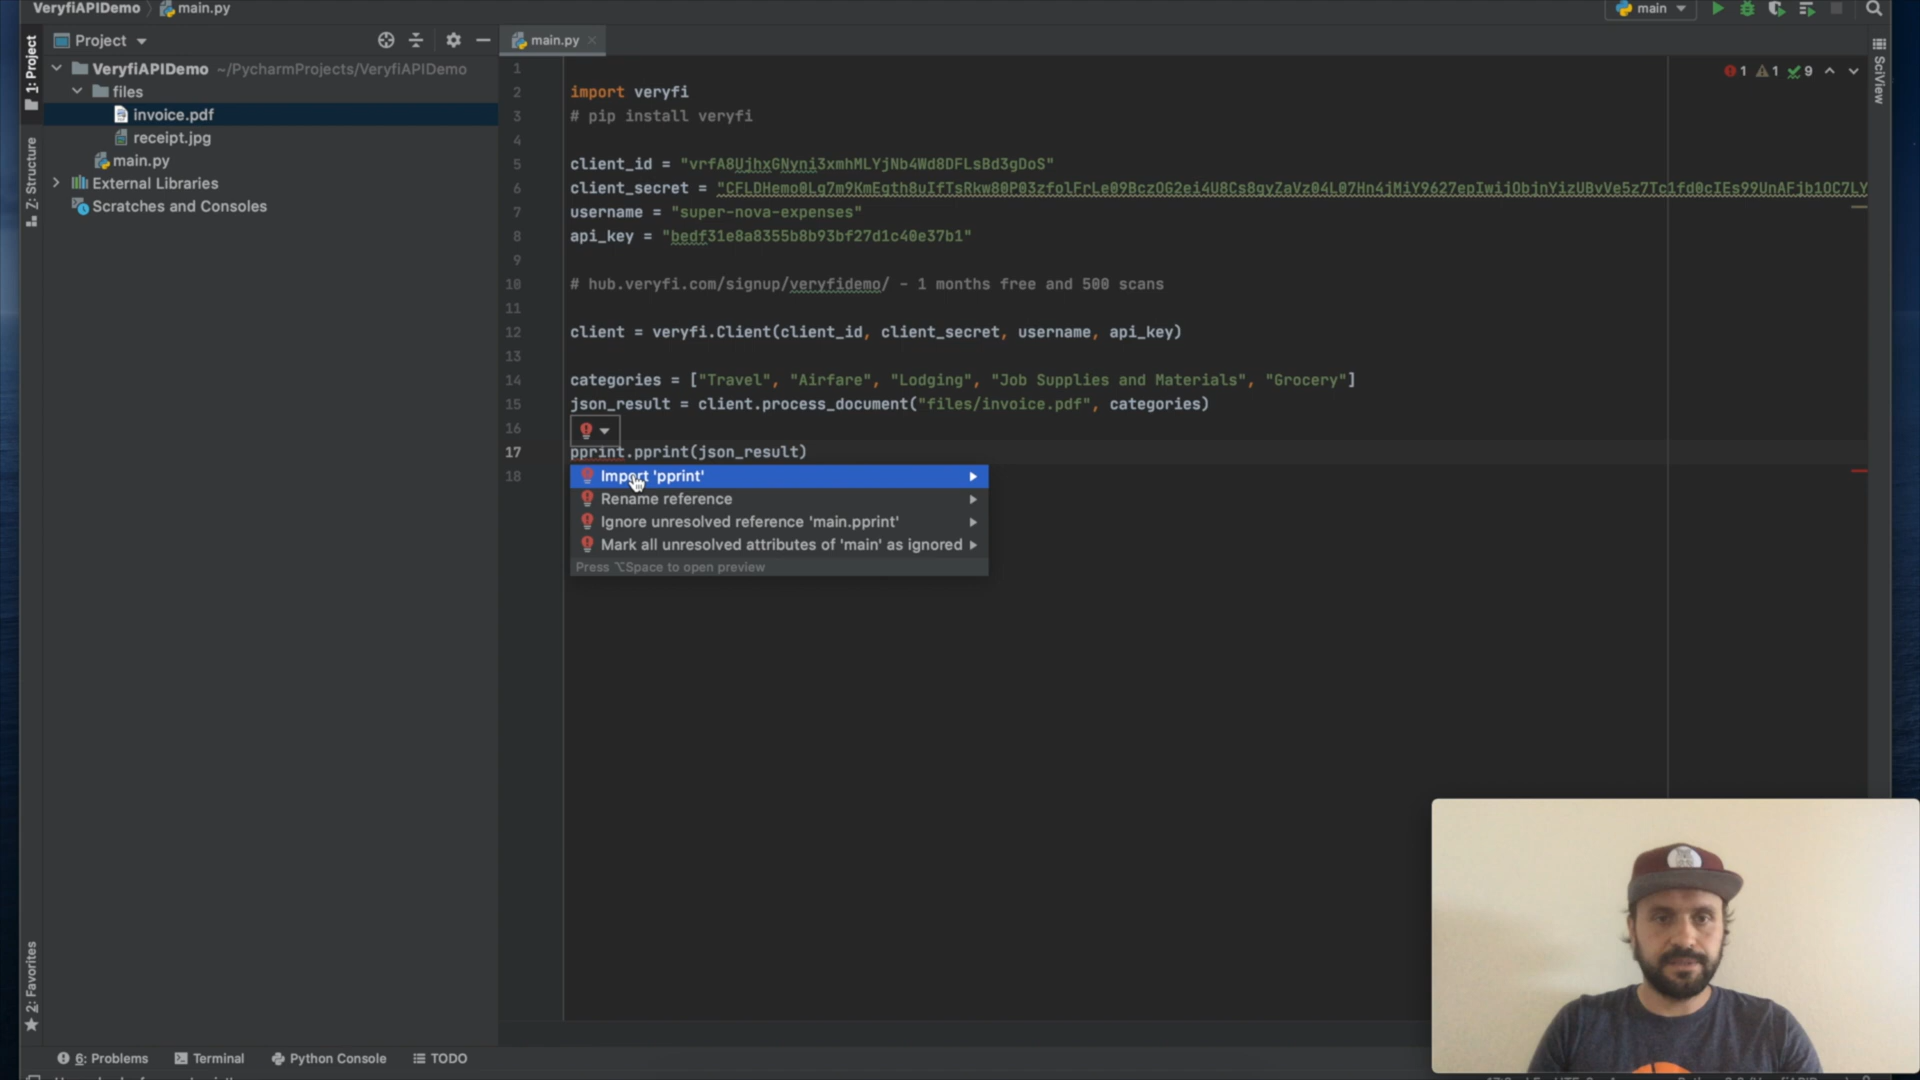 VeryfiAPIDemo main.py
main
Project
main.py
1: Project
Z: Structure
2: Favorites
SciView
VeryfiAPIDemo ~/PycharmProjects/VeryfiAPIDemo
files
invoice.pdf
receipt.jpg
main.py
External Libraries
Scratches and Consoles
1 1 9
1
2 import veryfi
3 # pip install veryfi
4
5 client_id = "vrfA8UjhxGNyni3xmhMLYjNb4Wd8DFLsBd3gDoS"
6 client_secret =
7 username = "super-nova-expenses"
8 api_key = "bedf31e8a8355b8b93bf27d1c40e37b1"
9
10 # hub.veryfi.com/signup/veryfidemo/ - 1 months free and 500 scans
11
12 client = veryfi.Client(client_id, client_secret, username, api_key)
13
14 categories = ["Travel", "Airfare", "Lodging", "Job Supplies and Materials", "Grocery"]
15 json_result = client.process_document("files/invoice.pdf", categories)
16
17 pprint.pprint(json_result)
18
Import 'pprint'
Rename reference
Ignore unresolved reference 'main.pprint'
Mark all unresolved attributes of 'main' as ignored
Press ⌥Space to open preview
6: Problems Terminal Python Console TODO